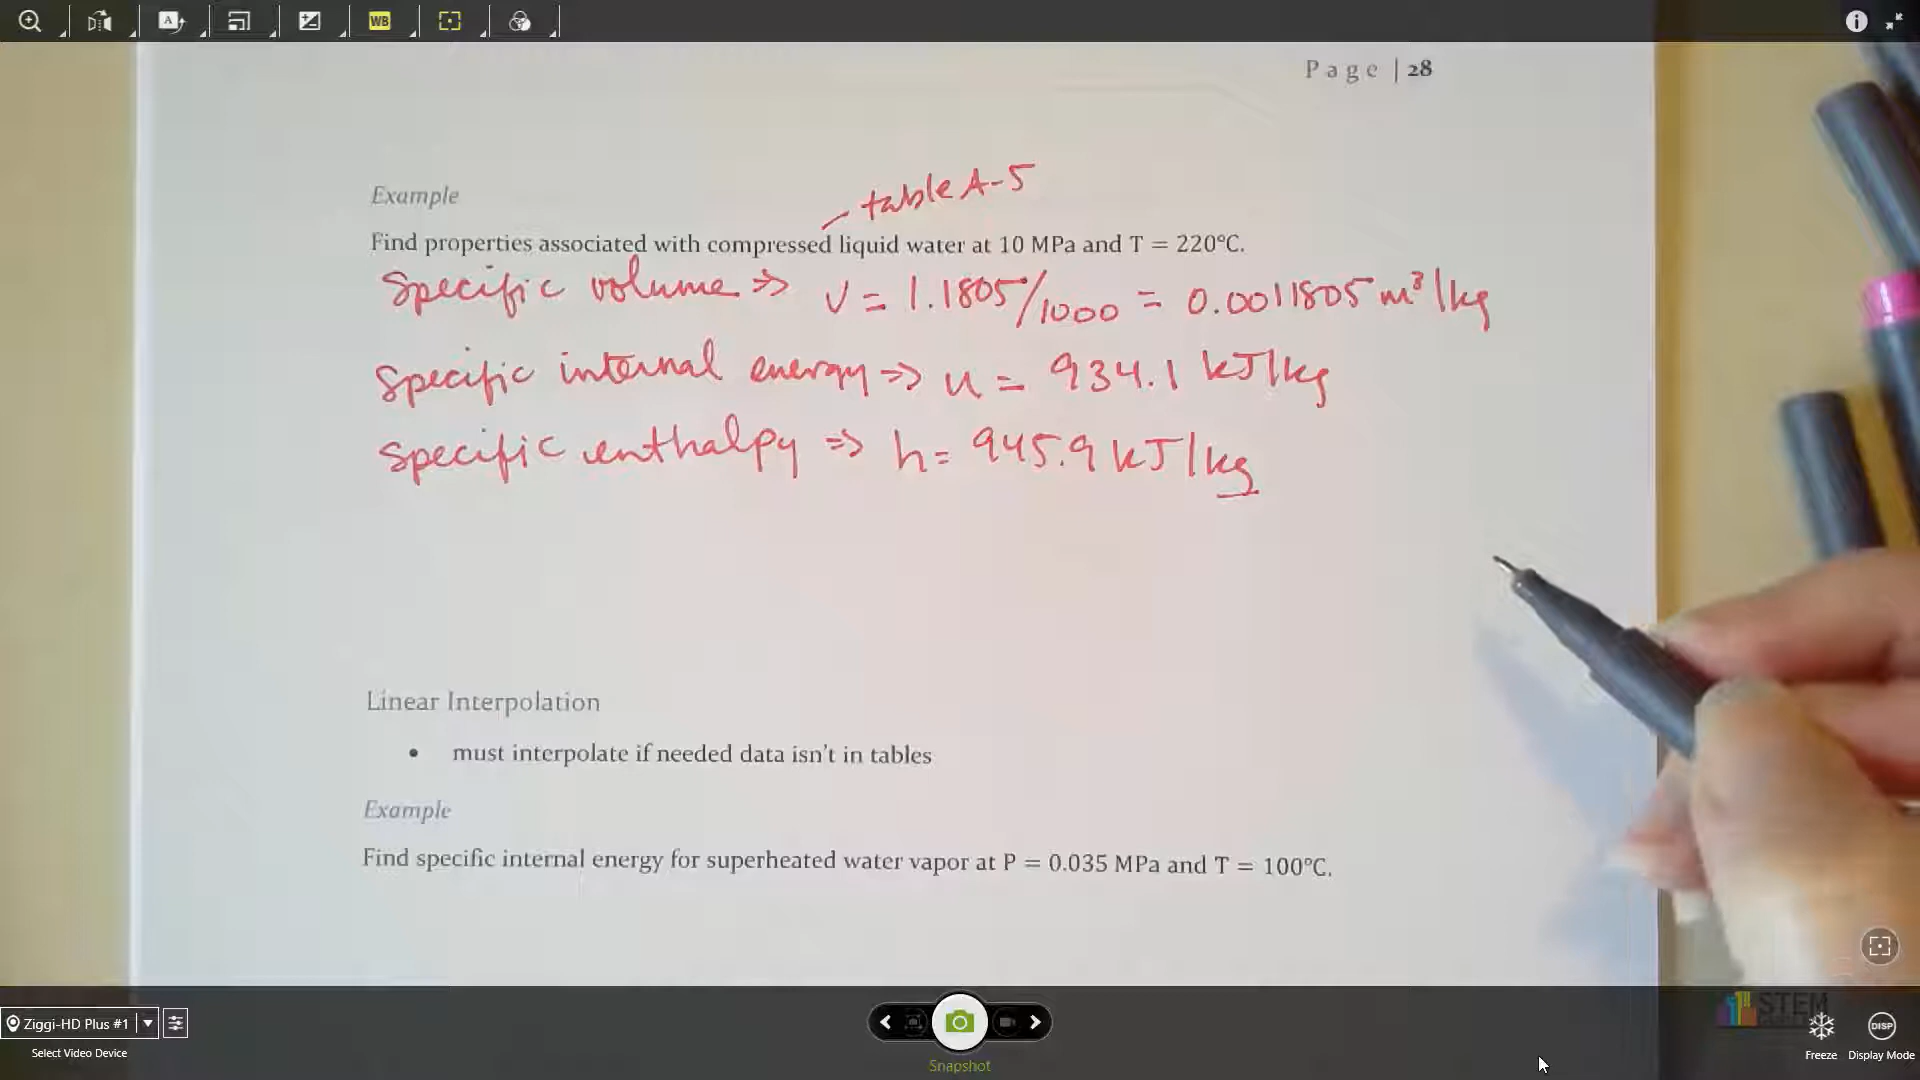 WB
Page | 28
Example
table A-5
Find properties associated with compressed liquid water at 10 MPa and T = 220°C.
Specific volume ⇒ v = 1.1805/1000 = 0.0011805 m³/kg
Specific internal energy ⇒ u = 934.1 kJ/kg
Specific enthalpy ⇒ h = 945.9 kJ/kg
Linear Interpolation
• must interpolate if needed data isn't in tables
Example
Find specific internal energy for superheated water vapor at P = 0.035 MPa and T = 100°C.
Ziggi-HD Plus #1
Select Video Device
Snapshot
STEM
Freeze
DISP
Display Mode